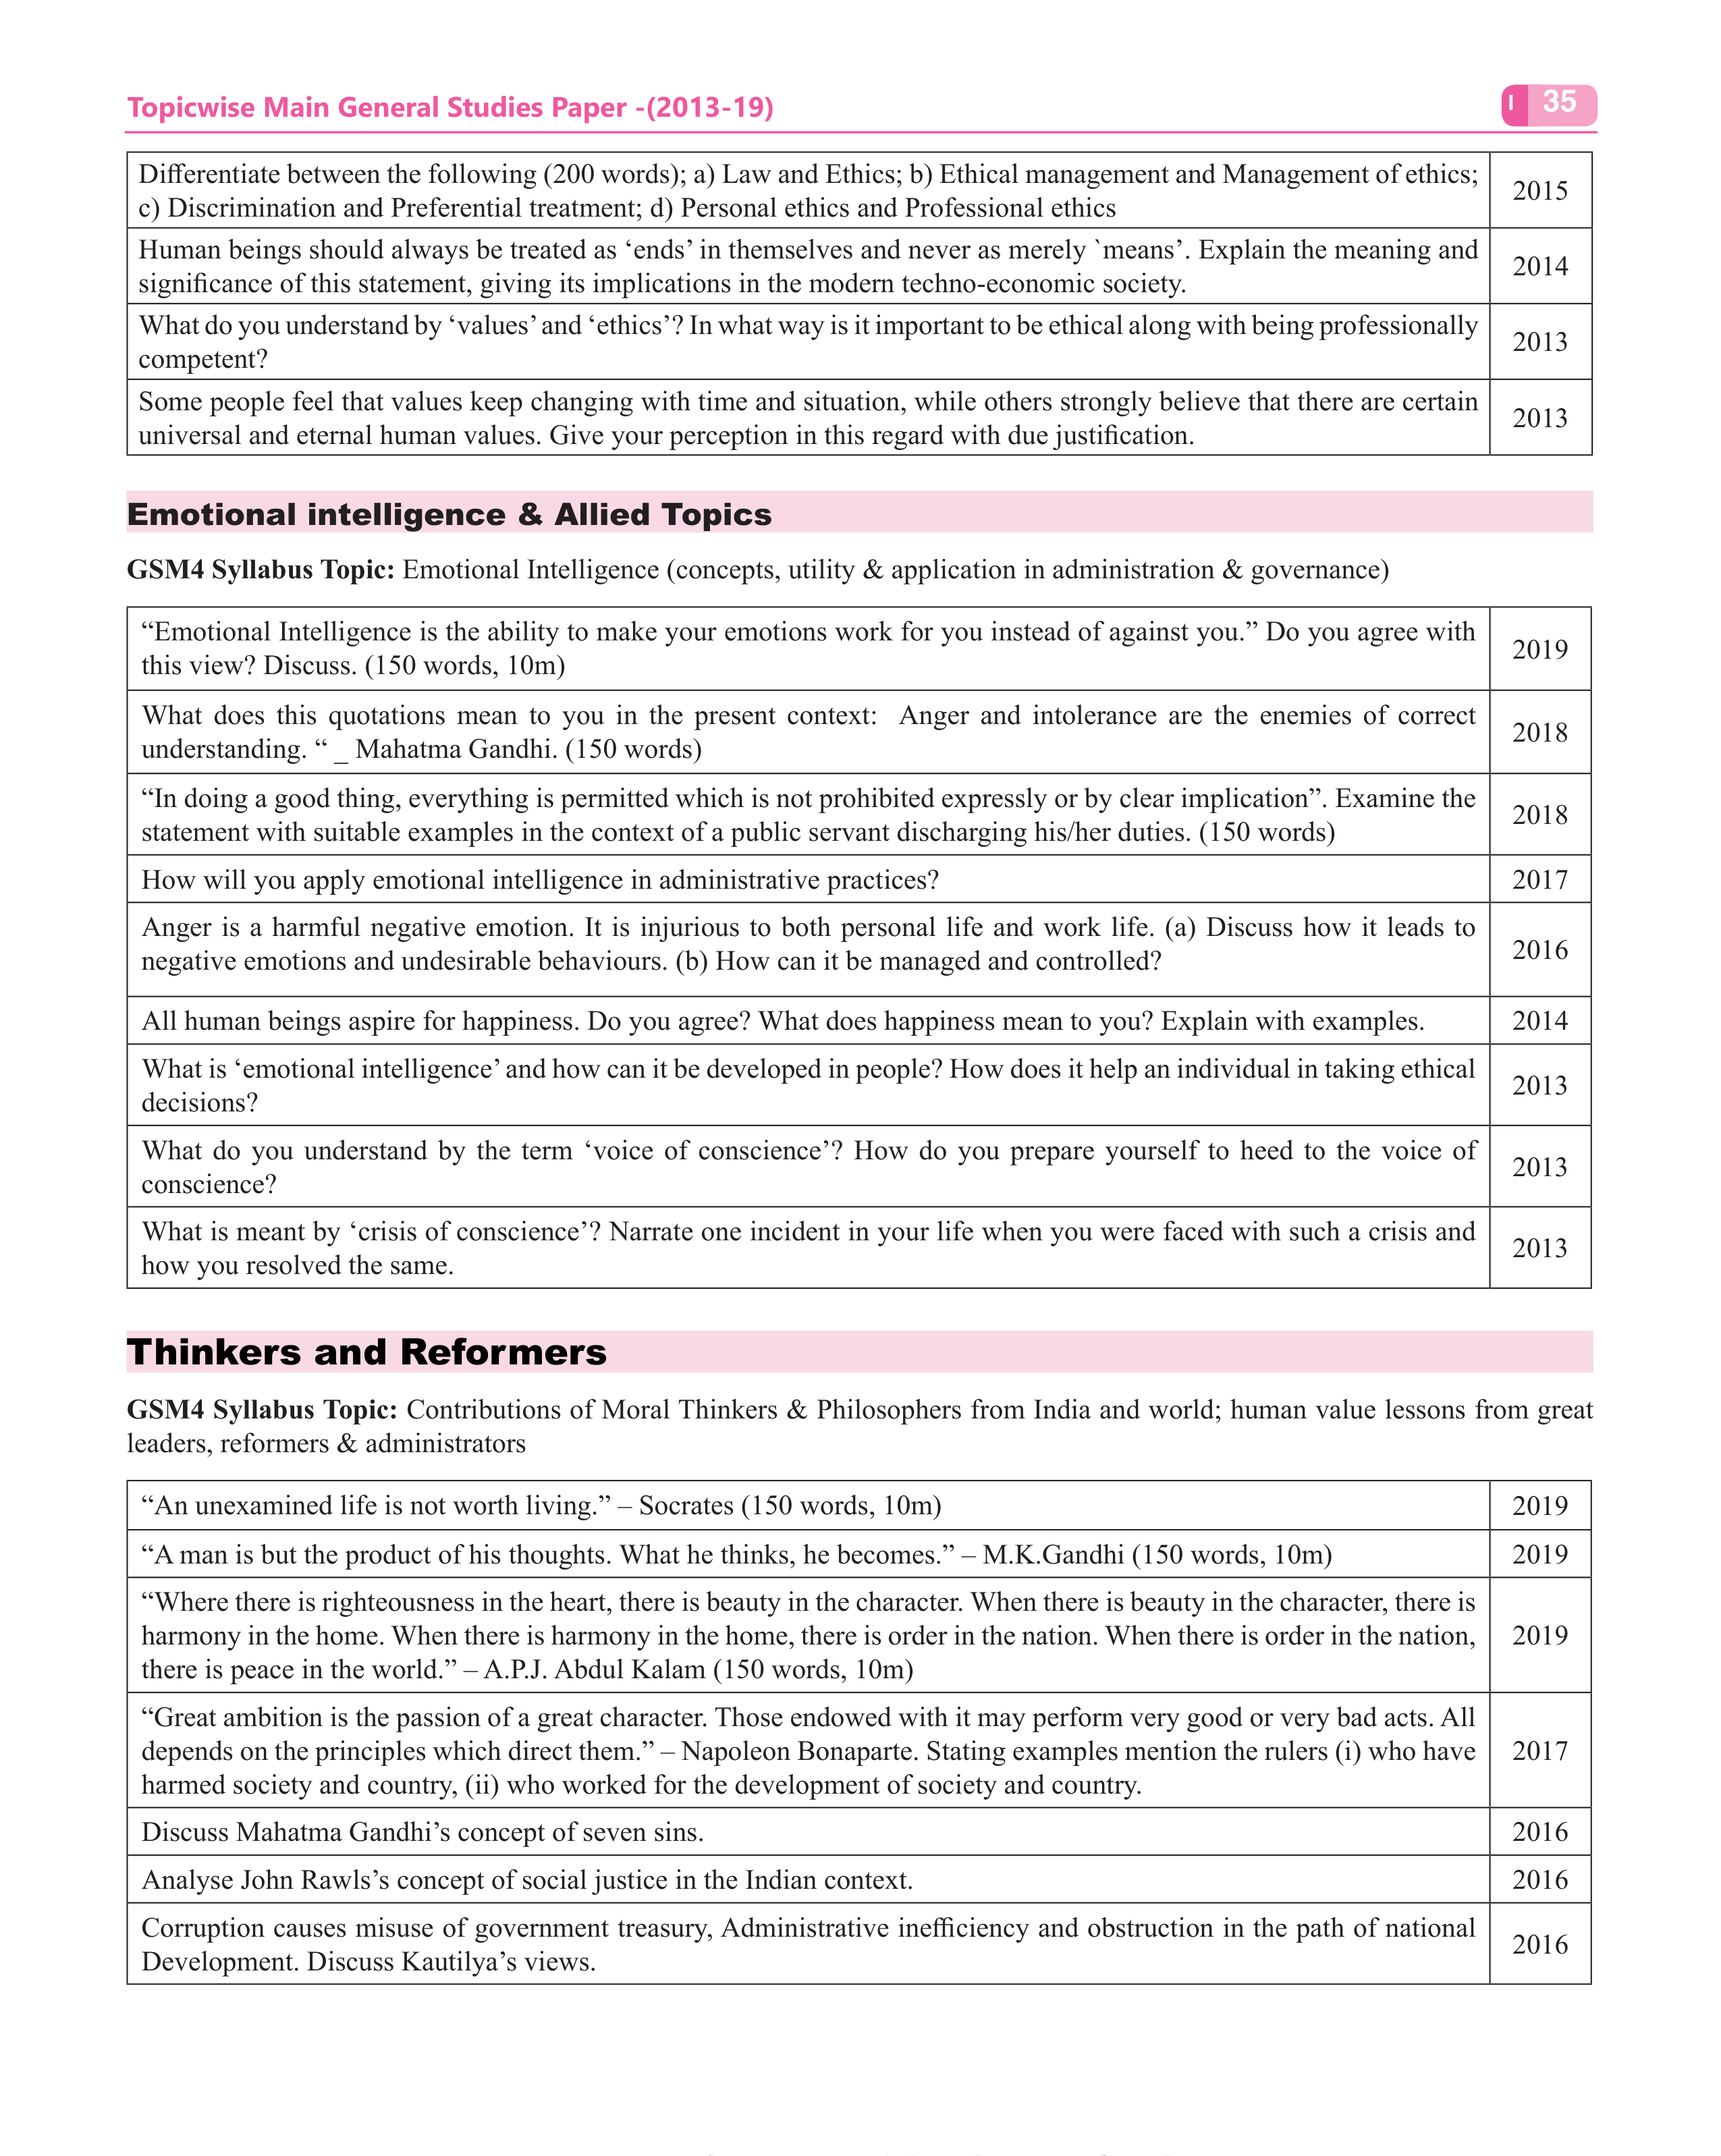 Topicwise Main General Studies Paper -(2013-19)
I 35
Differentiate between the following (200 words); a) Law and Ethics; b) Ethical management and Management of ethics;
c) Discrimination and Preferential treatment; d) Personal ethics and Professional ethics
2015
Human beings should always be treated as ‘ends’ in themselves and never as merely `means’. Explain the meaning and
significance of this statement, giving its implications in the modern techno-economic society.
2014
What do you understand by ‘values’ and ‘ethics’? In what way is it important to be ethical along with being professionally
competent?
2013
Some people feel that values keep changing with time and situation, while others strongly believe that there are certain
universal and eternal human values. Give your perception in this regard with due justification.
2013
Emotional intelligence & Allied Topics
GSM4 Syllabus Topic: Emotional Intelligence (concepts, utility & application in administration & governance)
“Emotional Intelligence is the ability to make your emotions work for you instead of against you.” Do you agree with
this view? Discuss. (150 words, 10m)
2019
What does this quotations mean to you in the present context: Anger and intolerance are the enemies of correct
understanding. “ _ Mahatma Gandhi. (150 words)
2018
“In doing a good thing, everything is permitted which is not prohibited expressly or by clear implication”. Examine the
statement with suitable examples in the context of a public servant discharging his/her duties. (150 words)
2018
How will you apply emotional intelligence in administrative practices?
2017
Anger is a harmful negative emotion. It is injurious to both personal life and work life. (a) Discuss how it leads to
negative emotions and undesirable behaviours. (b) How can it be managed and controlled?
2016
All human beings aspire for happiness. Do you agree? What does happiness mean to you? Explain with examples.
2014
What is ‘emotional intelligence’ and how can it be developed in people? How does it help an individual in taking ethical
decisions?
2013
What do you understand by the term ‘voice of conscience’? How do you prepare yourself to heed to the voice of
conscience?
2013
What is meant by ‘crisis of conscience’? Narrate one incident in your life when you were faced with such a crisis and
how you resolved the same.
2013
Thinkers and Reformers
GSM4 Syllabus Topic: Contributions of Moral Thinkers & Philosophers from India and world; human value lessons from great
leaders, reformers & administrators
“An unexamined life is not worth living.” – Socrates (150 words, 10m)
2019
“A man is but the product of his thoughts. What he thinks, he becomes.” – M.K.Gandhi (150 words, 10m)
2019
“Where there is righteousness in the heart, there is beauty in the character. When there is beauty in the character, there is
harmony in the home. When there is harmony in the home, there is order in the nation. When there is order in the nation,
there is peace in the world.” – A.P.J. Abdul Kalam (150 words, 10m)
2019
“Great ambition is the passion of a great character. Those endowed with it may perform very good or very bad acts. All
depends on the principles which direct them.” – Napoleon Bonaparte. Stating examples mention the rulers (i) who have
harmed society and country, (ii) who worked for the development of society and country.
2017
Discuss Mahatma Gandhi’s concept of seven sins.
2016
Analyse John Rawls’s concept of social justice in the Indian context.
2016
Corruption causes misuse of government treasury, Administrative inefficiency and obstruction in the path of national
Development. Discuss Kautilya’s views.
2016